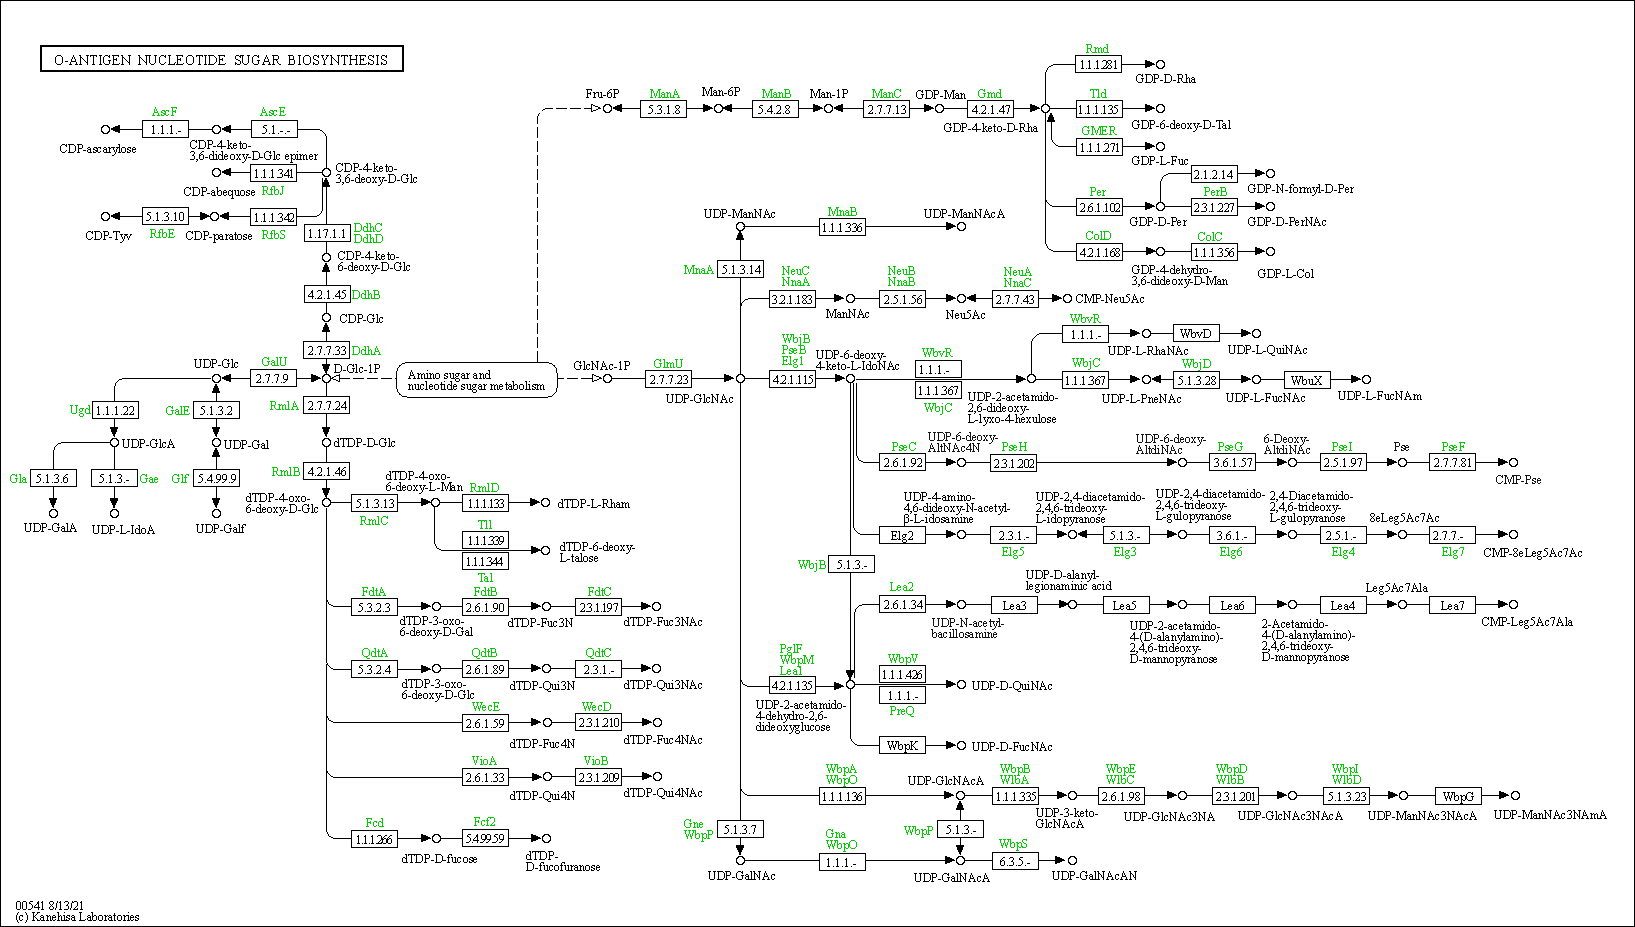 O-ANTIGEN NUCLEOTIDE SUGAR BIOSYNTHESIS
AscF
1.1.1.-
AscE
5.1.-.-
CDP-ascarylose
CDP-4-keto-
3,6-dideoxy-D-Glc epimer
1.1.1.341
RfbJ
CDP-abequose
CDP-4-keto-
3,6-deoxy-D-Glc
5.1.3.10
RfbE
1.1.1.342
RfbS
CDP-Tyv
CDP-paratose
1.17.1.1
DdhC
DdhD
CDP-4-keto-
6-deoxy-D-Glc
4.2.1.45
DdhB
CDP-Glc
2.7.7.33
DdhA
UDP-Glc
GalU
2.7.7.9
D-Glc-1P
Amino sugar and
nucleotide sugar metabolism
Ugd
1.1.1.22
GalE
5.1.3.2
RmlA
2.7.7.24
UDP-GlcA
UDP-Gal
dTDP-D-Glc
Gla
5.1.3.6
5.1.3.-
Gae
Glf
5.4.99.9
RmlB
4.2.1.46
UDP-GalA
UDP-L-IdoA
UDP-Galf
dTDP-4-oxo-
6-deoxy-D-Glc
5.1.3.13
RmlC
dTDP-4-oxo-
6-deoxy-L-Man
RmlD
1.1.1.133
dTDP-L-Rham
Tll
1.1.1.339
1.1.1.344
Tal
dTDP-6-deoxy-
L-talose
FdtA
5.3.2.3
FdtB
2.6.1.90
FdtC
2.3.1.197
dTDP-3-oxo-
6-deoxy-D-Gal
dTDP-Fuc3N
dTDP-Fuc3NAc
QdtA
5.3.2.4
QdtB
2.6.1.89
QdtC
2.3.1.-
dTDP-3-oxo-
6-deoxy-D-Glc
dTDP-Qui3N
dTDP-Qui3NAc
WecE
2.6.1.59
WecD
2.3.1.210
dTDP-Fuc4N
dTDP-Fuc4NAc
VioA
2.6.1.33
VioB
2.3.1.209
dTDP-Qui4N
dTDP-Qui4NAc
Fcd
1.1.1.266
Fcf2
5.4.99.59
dTDP-D-fucose
dTDP-
D-fucofuranose
Fru-6P
ManA
5.3.1.8
Man-6P
ManB
5.4.2.8
Man-1P
ManC
2.7.7.13
GDP-Man
Gmd
4.2.1.47
GDP-4-keto-D-Rha
Rmd
1.1.1.281
GDP-D-Rha
Tld
1.1.1.135
GDP-6-deoxy-D-Tal
GMER
1.1.1.271
GDP-L-Fuc
2.1.2.14
GDP-N-formyl-D-Per
Per
2.6.1.102
GDP-D-Per
PerB
2.3.1.227
GDP-D-PerNAc
ColD
4.2.1.168
GDP-4-dehydro-
3,6-dideoxy-D-Man
ColC
1.1.1.356
GDP-L-Col
UDP-ManNAc
MnaB
1.1.1.336
UDP-ManNAcA
MnaA
5.1.3.14
NeuC
NnaA
3.2.1.183
ManNAc
NeuB
NnaB
2.5.1.56
Neu5Ac
NeuA
NnaC
2.7.7.43
CMP-Neu5Ac
GlcNAc-1P
GlmU
2.7.7.23
UDP-GlcNAc
WbjB
PseB
Elg1
4.2.1.115
UDP-6-deoxy-
4-keto-L-IdoNAc
WbvR
1.1.1.-
1.1.1.367
WbjC
UDP-2-acetamido-
2,6-dideoxy-
L-lyxo-4-hexulose
WbvR
1.1.1.-
UDP-L-RhaNAc
WbvD
UDP-L-QuiNAc
WbjC
1.1.1.367
UDP-L-PneNAc
WbjD
5.1.3.28
UDP-L-FucNAc
WbuX
UDP-L-FucNAm
PseC
2.6.1.92
UDP-6-deoxy-
AltNAc4N
PseH
2.3.1.202
UDP-6-deoxy-
AltdiNAc
PseG
3.6.1.57
6-Deoxy-
AltdiNAc
PseI
2.5.1.97
Pse
PseF
2.7.7.81
CMP-Pse
Elg2
UDP-4-amino-
4,6-dideoxy-N-acetyl-
β-L-idosamine
2.3.1.-
Elg5
UDP-2,4-diacetamido-
2,4,6-trideoxy-
L-idopyranose
5.1.3.-
Elg3
UDP-2,4-diacetamido-
2,4,6-trideoxy-
L-gulopyranose
3.6.1.-
Elg6
2,4-Diacetamido-
2,4,6-trideoxy-
L-gulopyranose
2.5.1.-
Elg4
8eLeg5Ac7Ac
2.7.7.-
Elg7
CMP-8eLeg5Ac7Ac
WbjB
5.1.3.-
Lea2
2.6.1.34
UDP-N-acetyl-
bacillosamine
Lea3
UDP-D-alanyl-
legionaminic acid
Lea5
UDP-2-acetamido-
4-(D-alanylamino)-
2,4,6-trideoxy-
D-mannopyranose
Lea6
2-Acetamido-
4-(D-alanylamino)-
2,4,6-trideoxy-
D-mannopyranose
Lea4
Leg5Ac7Ala
Lea7
CMP-Leg5Ac7Ala
PglF
WbpM
Lea1
4.2.1.135
UDP-2-acetamido-
4-dehydro-2,6-
dideoxyglucose
WbpV
1.1.1.426
1.1.1.-
PreQ
UDP-D-QuiNAc
WbpK
UDP-D-FucNAc
WbpA
WbpO
1.1.1.136
UDP-GlcNAcA
WbpB
WlbA
1.1.1.335
UDP-3-keto-
GlcNAcA
WbpE
WlbC
2.6.1.98
UDP-GlcNAc3NA
WbpD
WlbB
2.3.1.201
UDP-GlcNAc3NAcA
WbpI
WlbD
5.1.3.23
UDP-ManNAc3NAcA
WbpG
UDP-ManNAc3NAmA
Gne
WbpP
5.1.3.7
UDP-GalNAc
Gna
WbpO
1.1.1.-
WbpP
5.1.3.-
UDP-GalNAcA
WbpS
6.3.5.-
UDP-GalNAcAN
00541 8/13/21
(c) Kanehisa Laboratories